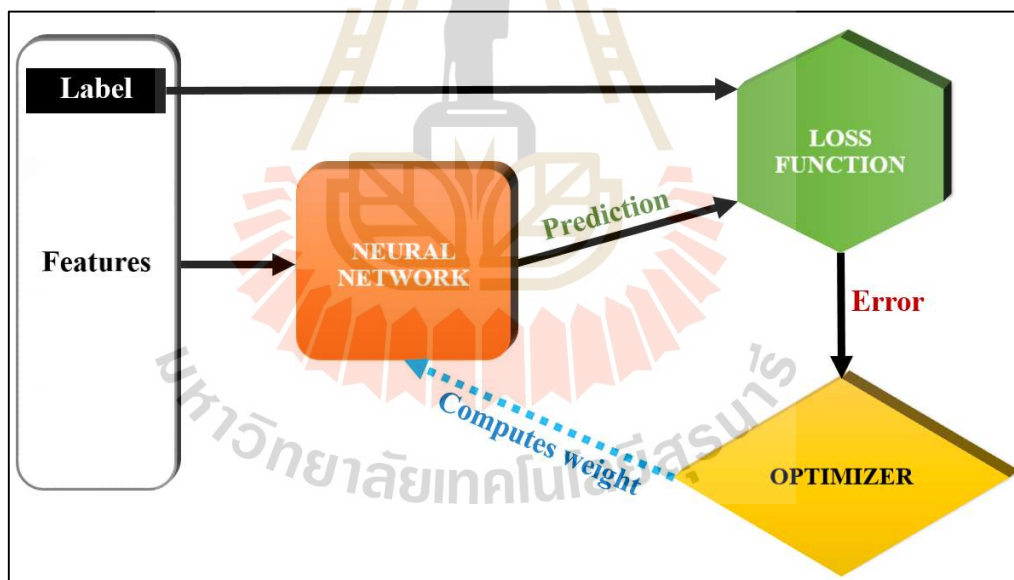 Label
Features
NEURAL
NETWORK
Prediction
LOSS
FUNCTION
Error
OPTIMIZER
Computes weight
มหาวิทยาลัยเทคโนโลยีสุรนารี